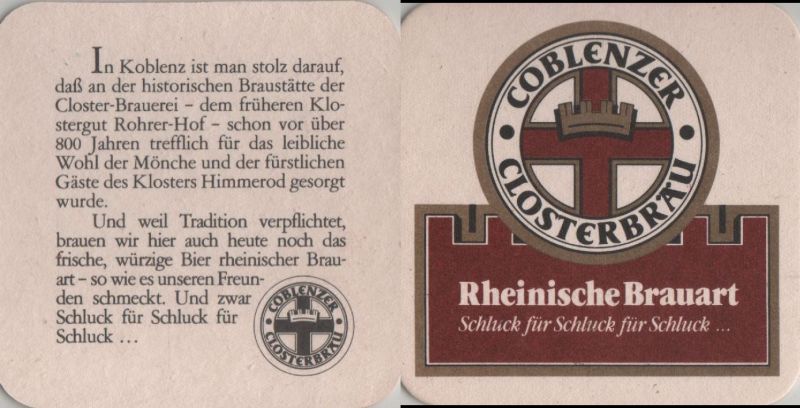 In Koblenz ist man stolz darauf,
daß an der historischen Braustätte der
Closter-Brauerei – dem früheren Klo-
stergut Rohrer-Hof – schon vor über
800 Jahren trefflich für das leibliche
Wohl der Mönche und der fürstlichen
Gäste des Klosters Himmerod gesorgt
wurde.
Und weil Tradition verpflichtet,
brauen wir hier auch heute noch das
frische, würzige Bier rheinischer Brau-
art – so wie es unseren Freun-
den schmeckt. Und zwar
Schluck für Schluck für
Schluck ...
COBLENZER
CLOSTERBRÄU
COBLENZER
CLOSTERBRÄU
Rheinische Brauart
Schluck für Schluck für Schluck ...